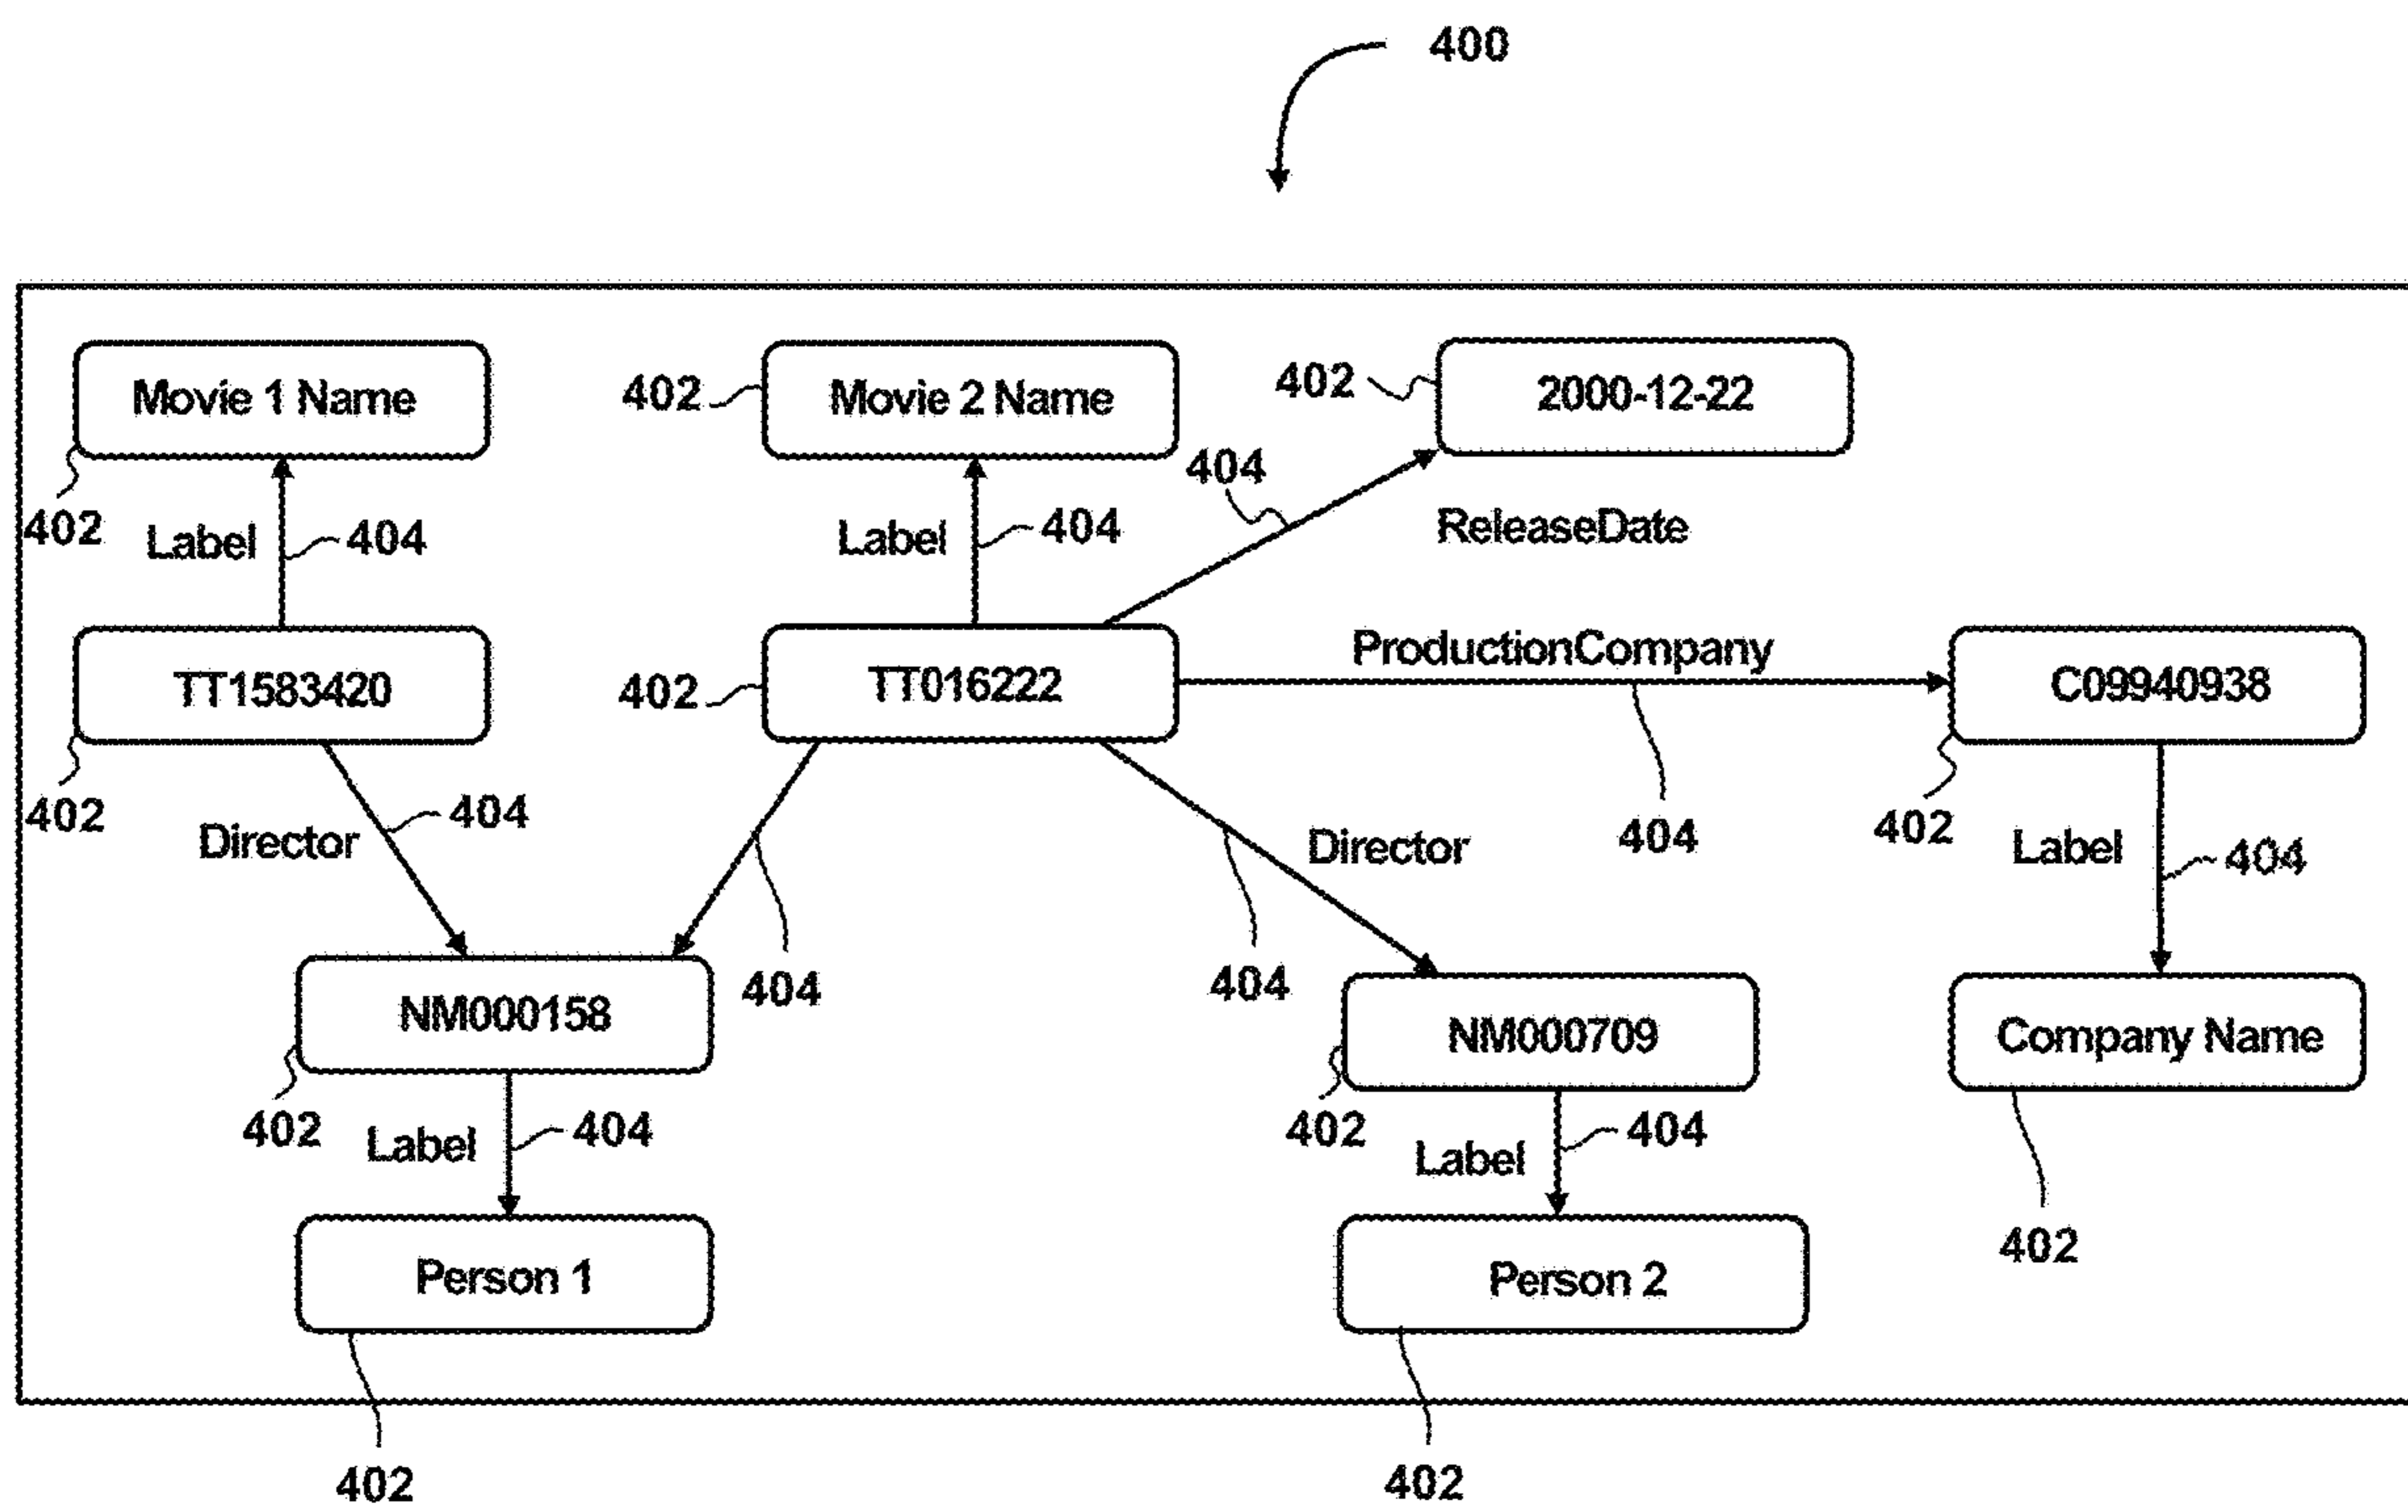 400
Movie 1 Name
402
Movie 2 Name
402
2000-12-22
402
Label
404
Label
404
404
ReleaseDate
TT1583420
402
402
TT016222
ProductionCompany
404
C09940938
402
Director
404
404
404
Director
Label
404
NM000158
402
NM000709
402
Company Name
402
Label
404
Label
404
Person 1
402
Person 2
402